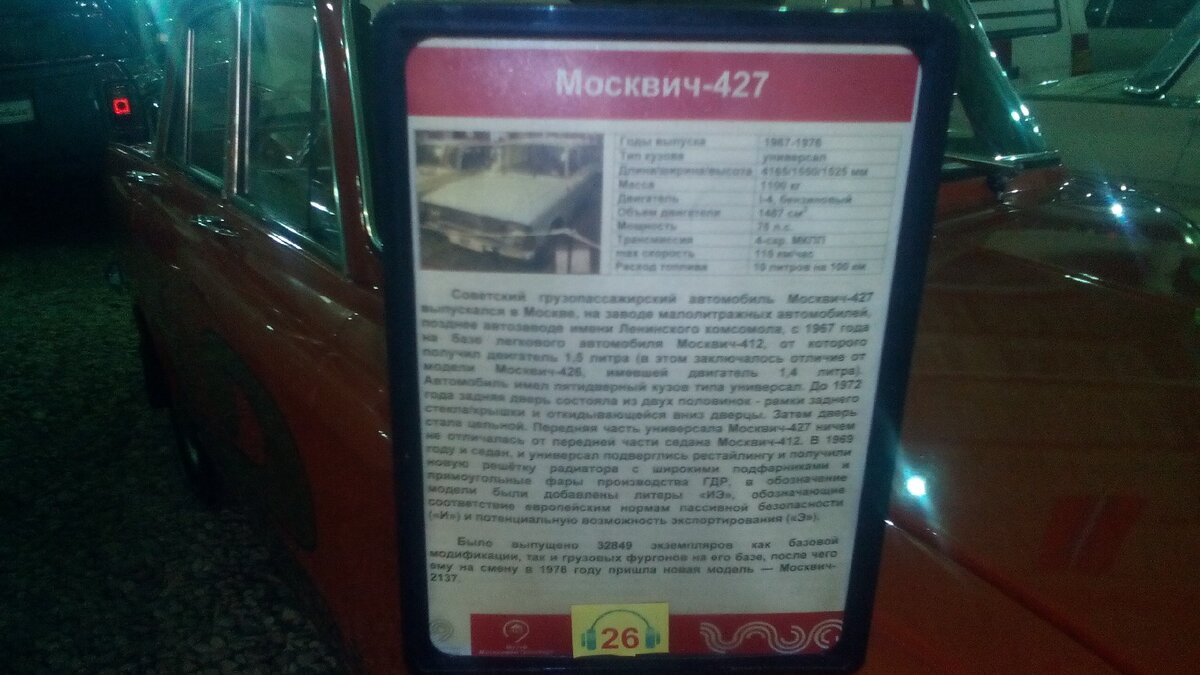 Москвич-427
Годы выпуска 1967-1976
Тип кузова универсал
Длина/ширина/высота 4165/1550/1525 мм
Масса 1100 кг
Двигатель I-4, бензиновый
Объем двигателя 1487 см³
Мощность 75 л.с.
Трансмиссия 4-скр. МКПП
max скорость км/час
Расход топлива 10 литров на 100 км
Советский грузопассажирский автомобиль Москвич-427
выпускался в Москве, на заводе малолитражных автомобилей,
позднее автозаводе имени Ленинского комсомола, с 1967 года
на базе легкового автомобиля Москвич-412, от которого
получил двигатель 1,5 литра (в этом заключалось отличие от
модели Москвич-426, имевшей двигатель 1,4 литра).
Автомобиль имел пятидверный кузов типа универсал. До 1972
года задняя дверь состояла из двух половинок - рамки заднего
стекла/крышки и откидывающейся вниз дверцы. Затем дверь
стала цельной. Передняя часть универсала Москвич-427 ничем
не отличалась от передней части седана Москвич-412. В 1969
году и седан, и универсал подверглись рестайлингу и получили
новую решётку радиатора с широкими подфарниками и
прямоугольные фары производства ГДР, в обозначение
модели были добавлены литеры «ИЭ», обозначающие
соответствие европейским нормам пассивной безопасности
(«И») и потенциальную возможность экспортирования («Э»).
Было выпущено 32849 экземпляров как базовой
модификации, так и грузовых фургонов на его базе, после чего
ему на смену в 1976 году пришла новая модель — Москвич-
2137.
26